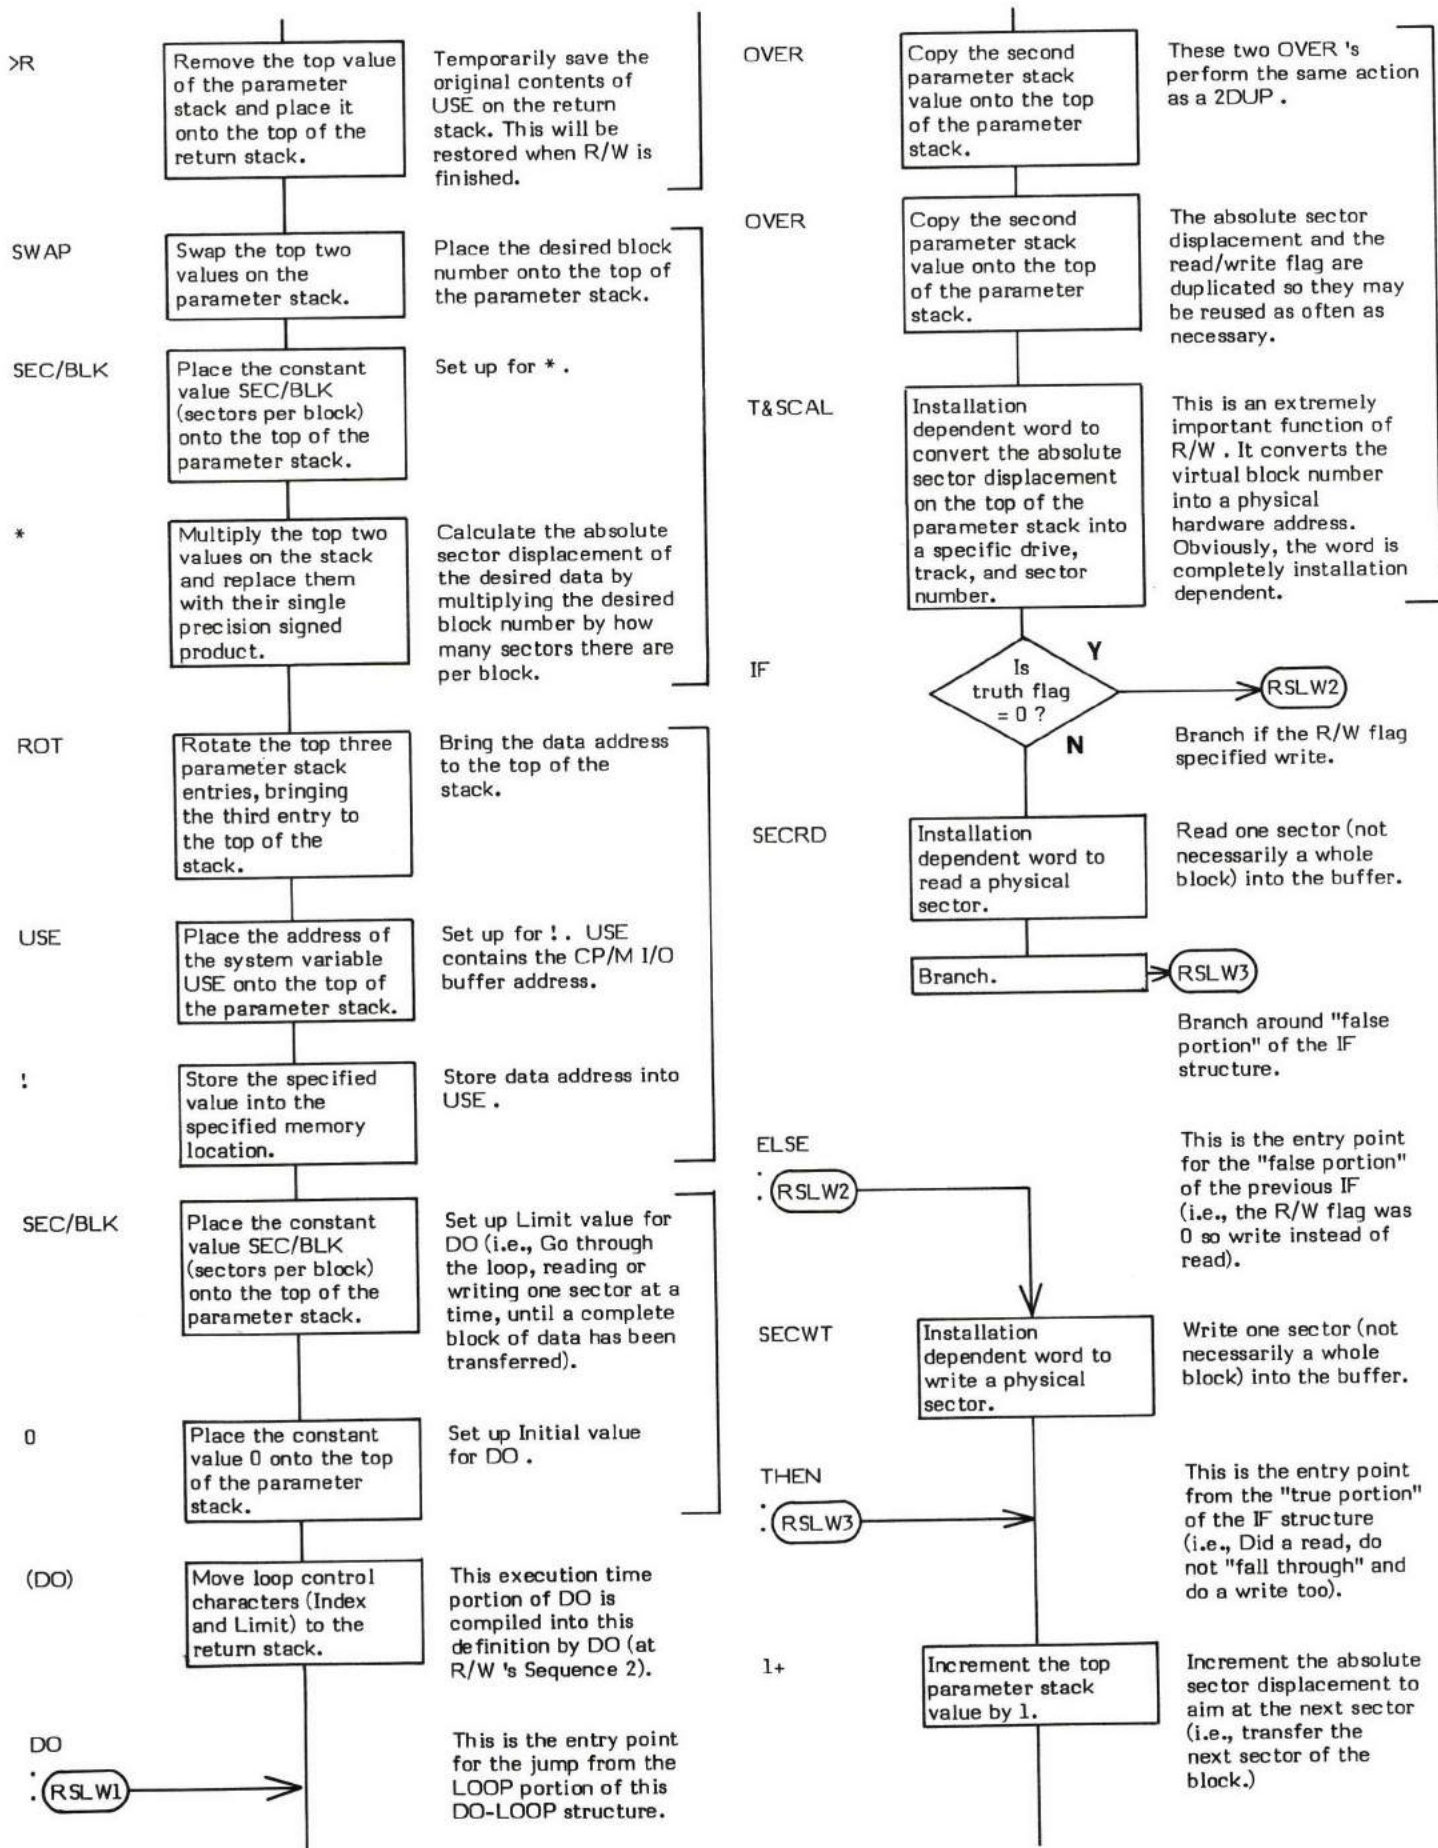 >R
Remove the top value
of the parameter
stack and place it
onto the top of the
return stack.
Temporarily save the
original contents of
USE on the return
stack. This will be
restored when R/W is
finished.
SWAP
Swap the top two
values on the
parameter stack.
Place the desired block
number onto the top of
the parameter stack.
SEC/BLK
Place the constant
value SEC/BLK
(sectors per block)
onto the top of the
parameter stack.
Set up for * .
*
Multiply the top two
values on the stack
and replace them
with their single
precision signed
product.
Calculate the absolute
sector displacement of
the desired data by
multiplying the desired
block number by how
many sectors there are
per block.
ROT
Rotate the top three
parameter stack
entries, bringing
the third entry to
the top of the
stack.
Bring the data address
to the top of the
stack.
USE
Place the address of
the system variable
USE onto the top of
the parameter stack.
Set up for ! . USE
contains the CP/M I/O
buffer address.
!
Store the specified
value into the
specified memory
location.
Store data address into
USE .
SEC/BLK
Place the constant
value SEC/BLK
(sectors per block)
onto the top of the
parameter stack.
Set up Limit value for
DO (i.e., Go through
the loop, reading or
writing one sector at a
time, until a complete
block of data has been
transferred).
0
Place the constant
value 0 onto the top
of the parameter
stack.
Set up Initial value
for DO .
(DO)
Move loop control
characters (Index
and Limit) to the
return stack.
This execution time
portion of DO is
compiled into this
definition by DO (at
R/W 's Sequence 2).
DO
: RSLW1
This is the entry point
for the jump from the
LOOP portion of this
DO-LOOP structure.
OVER
Copy the second
parameter stack
value onto the top
of the parameter
stack.
These two OVER 's
perform the same action
as a 2DUP .
OVER
Copy the second
parameter stack
value onto the top
of the parameter
stack.
The absolute sector
displacement and the
read/write flag are
duplicated so they may
be reused as often as
necessary.
T&SCAL
Installation
dependent word to
convert the absolute
sector displacement
on the top of the
parameter stack into
a specific drive,
track, and sector
number.
This is an extremely
important function of
R/W . It converts the
virtual block number
into a physical
hardware address.
Obviously, the word is
completely installation
dependent.
IF
Is
truth flag
= 0 ?
Y
N
RSLW2
Branch if the R/W flag
specified write.
SECRD
Installation
dependent word to
read a physical
sector.
Read one sector (not
necessarily a whole
block) into the buffer.
Branch.
RSLW3
Branch around "false
portion" of the IF
structure.
ELSE
: RSLW2
This is the entry point
for the "false portion"
of the previous IF
(i.e., the R/W flag was
0 so write instead of
read).
SECWT
Installation
dependent word to
write a physical
sector.
Write one sector (not
necessarily a whole
block) into the buffer.
THEN
: RSLW3
This is the entry point
from the "true portion"
of the IF structure
(i.e., Did a read, do
not "fall through" and
do a write too).
1+
Increment the top
parameter stack
value by 1.
Increment the absolute
sector displacement to
aim at the next sector
(i.e., transfer the
next sector of the
block.)